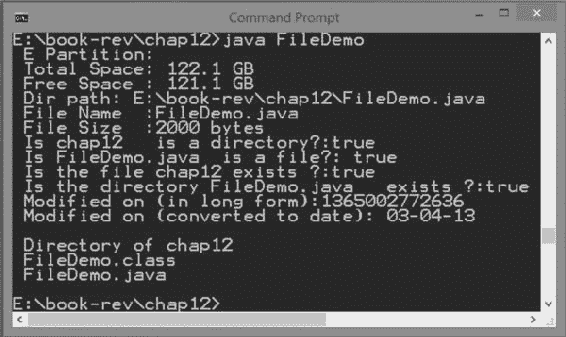 Command Prompt
E:\book-rev\chap12>java FileDemo
E Partition:
Total Space: 122.1 GB
Free Space : 121.1 GB
Dir path: E:\book-rev\chap12\FileDemo.java
File Name  :FileDemo.java
File Size  :2000 bytes
Is chap12   is a directory?:true
Is FileDemo.java  is a file?: true
Is the file chap12 exists ?:true
Is the directory FileDemo.java   exists ?:true
Modified on (in long form):1365002772636
Modified on (converted to date): 03-04-13
Directory of chap12
FileDemo.class
FileDemo.java
E:\book-rev\chap12>